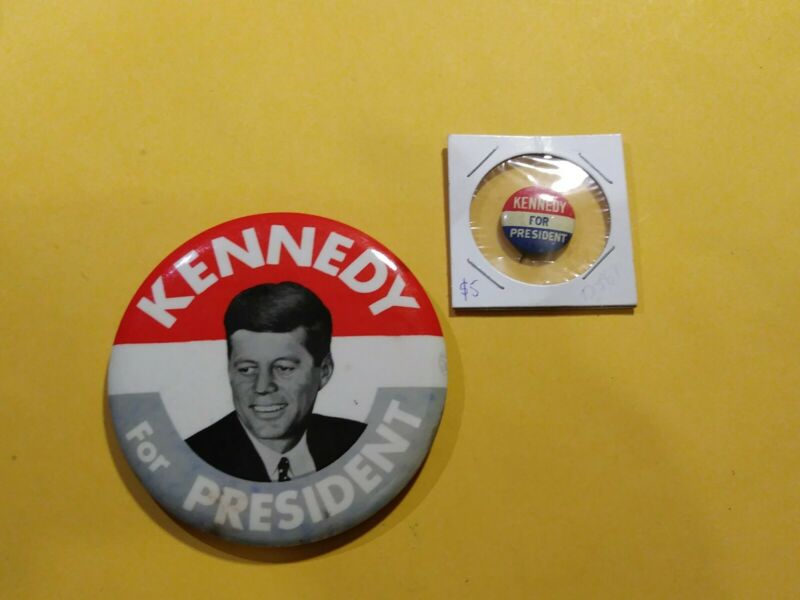 KENNEDY
For PRESIDENT
KENNEDY
FOR
PRESIDENT
$5